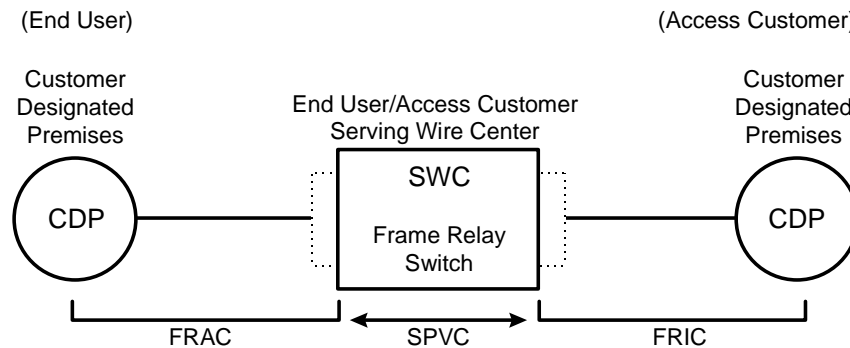 (End User)
(Access Customer)
Customer
Designated
Premises
End User/Access Customer
Serving Wire Center
Customer
Designated
Premises
CDP
SWC
Frame Relay
Switch
CDP
FRAC
SPVC
FRIC